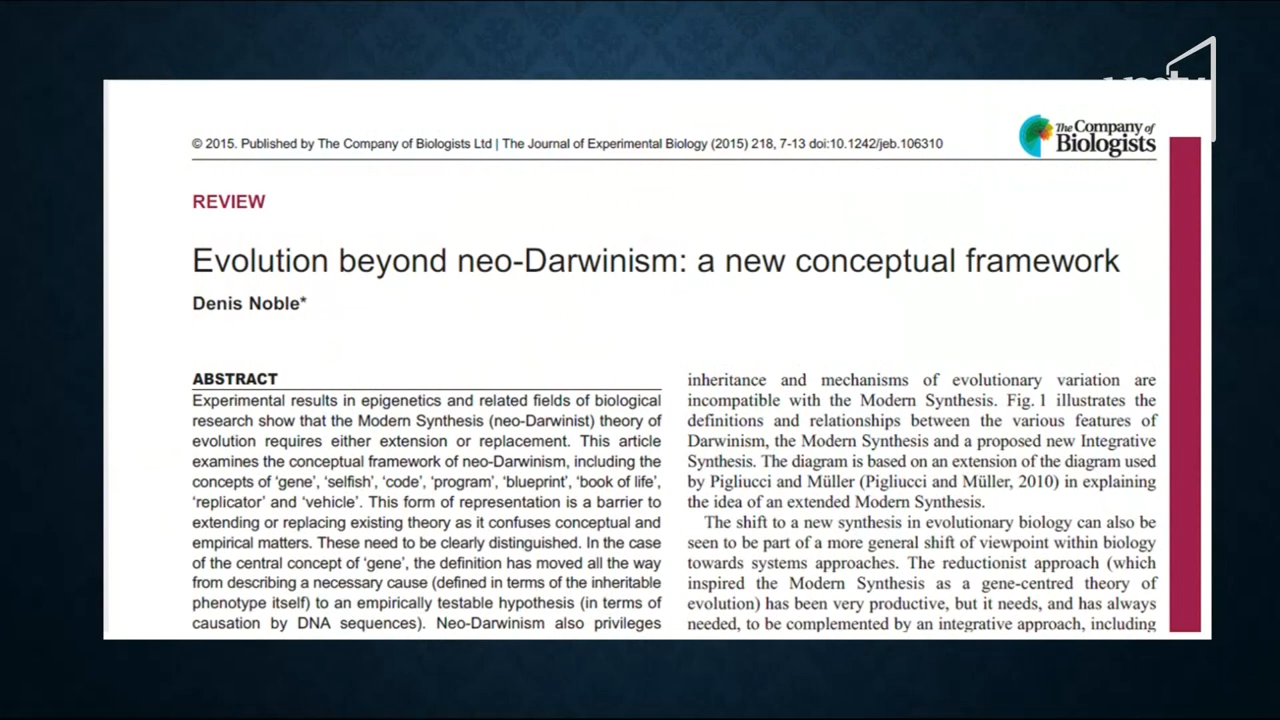 © 2015. Published by The Company of Biologists Ltd | The Journal of Experimental Biology (2015) 218, 7-13 doi:10.1242/jeb.106310
The Company of
Biologists
REVIEW
Evolution beyond neo-Darwinism: a new conceptual framework
Denis Noble*
ABSTRACT
Experimental results in epigenetics and related fields of biological
research show that the Modern Synthesis (neo-Darwinist) theory of
evolution requires either extension or replacement. This article
examines the conceptual framework of neo-Darwinism, including the
concepts of ‘gene’, ‘selfish’, ‘code’, ‘program’, ‘blueprint’, ‘book of life’,
‘replicator’ and ‘vehicle’. This form of representation is a barrier to
extending or replacing existing theory as it confuses conceptual and
empirical matters. These need to be clearly distinguished. In the case
of the central concept of ‘gene’, the definition has moved all the way
from describing a necessary cause (defined in terms of the inheritable
phenotype itself) to an empirically testable hypothesis (in terms of
causation by DNA sequences). Neo-Darwinism also privileges
inheritance and mechanisms of evolutionary variation are
incompatible with the Modern Synthesis. Fig. 1 illustrates the
definitions and relationships between the various features of
Darwinism, the Modern Synthesis and a proposed new Integrative
Synthesis. The diagram is based on an extension of the diagram used
by Pigliucci and Müller (Pigliucci and Müller, 2010) in explaining
the idea of an extended Modern Synthesis.
The shift to a new synthesis in evolutionary biology can also be
seen to be part of a more general shift of viewpoint within biology
towards systems approaches. The reductionist approach (which
inspired the Modern Synthesis as a gene-centred theory of
evolution) has been very productive, but it needs, and has always
needed, to be complemented by an integrative approach, including